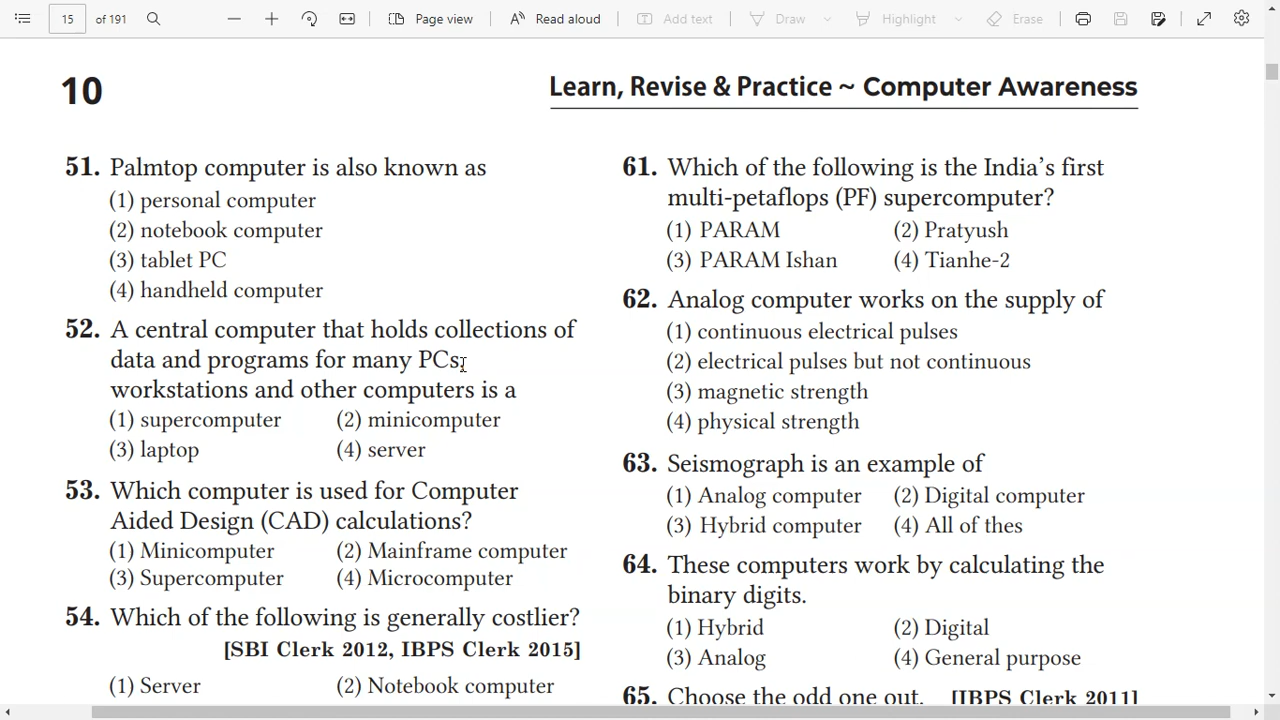 15 of 191
Page view
Read aloud
Add text
Draw
Highlight
Erase
10
Learn, Revise & Practice ~ Computer Awareness
51. Palmtop computer is also known as
(1) personal computer
(2) notebook computer
(3) tablet PC
(4) handheld computer
52. A central computer that holds collections of
data and programs for many PCs,
workstations and other computers is a
(1) supercomputer (2) minicomputer
(3) laptop (4) server
53. Which computer is used for Computer
Aided Design (CAD) calculations?
(1) Minicomputer (2) Mainframe computer
(3) Supercomputer (4) Microcomputer
54. Which of the following is generally costlier?
[SBI Clerk 2012, IBPS Clerk 2015]
(1) Server (2) Notebook computer
61. Which of the following is the India's first
multi-petaflops (PF) supercomputer?
(1) PARAM (2) Pratyush
(3) PARAM Ishan (4) Tianhe-2
62. Analog computer works on the supply of
(1) continuous electrical pulses
(2) electrical pulses but not continuous
(3) magnetic strength
(4) physical strength
63. Seismograph is an example of
(1) Analog computer (2) Digital computer
(3) Hybrid computer (4) All of thes
64. These computers work by calculating the
binary digits.
(1) Hybrid (2) Digital
(3) Analog (4) General purpose
65. Choose the odd one out. [IBPS Clerk 2011]